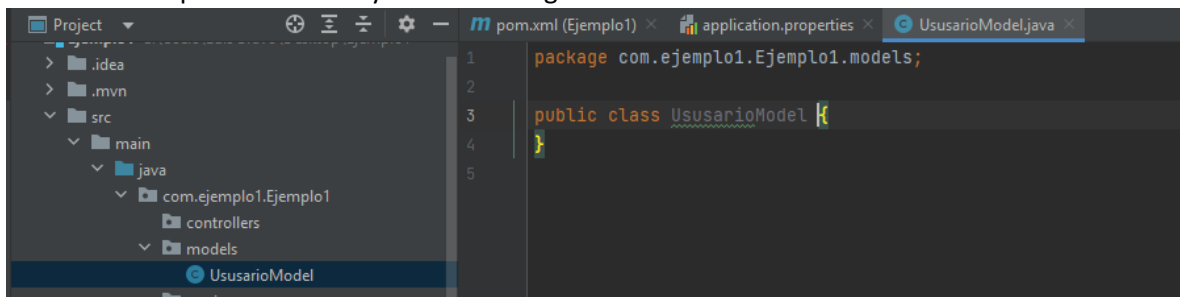 Project
pom.xml (Ejemplo1)
application.properties
UsusarioModel.java
.idea
.mvn
src
main
java
com.ejemplo1.Ejemplo1
controllers
models
UsusarioModel
1 package com.ejemplo1.Ejemplo1.models;
2
3 public class UsusarioModel {
4 }
5